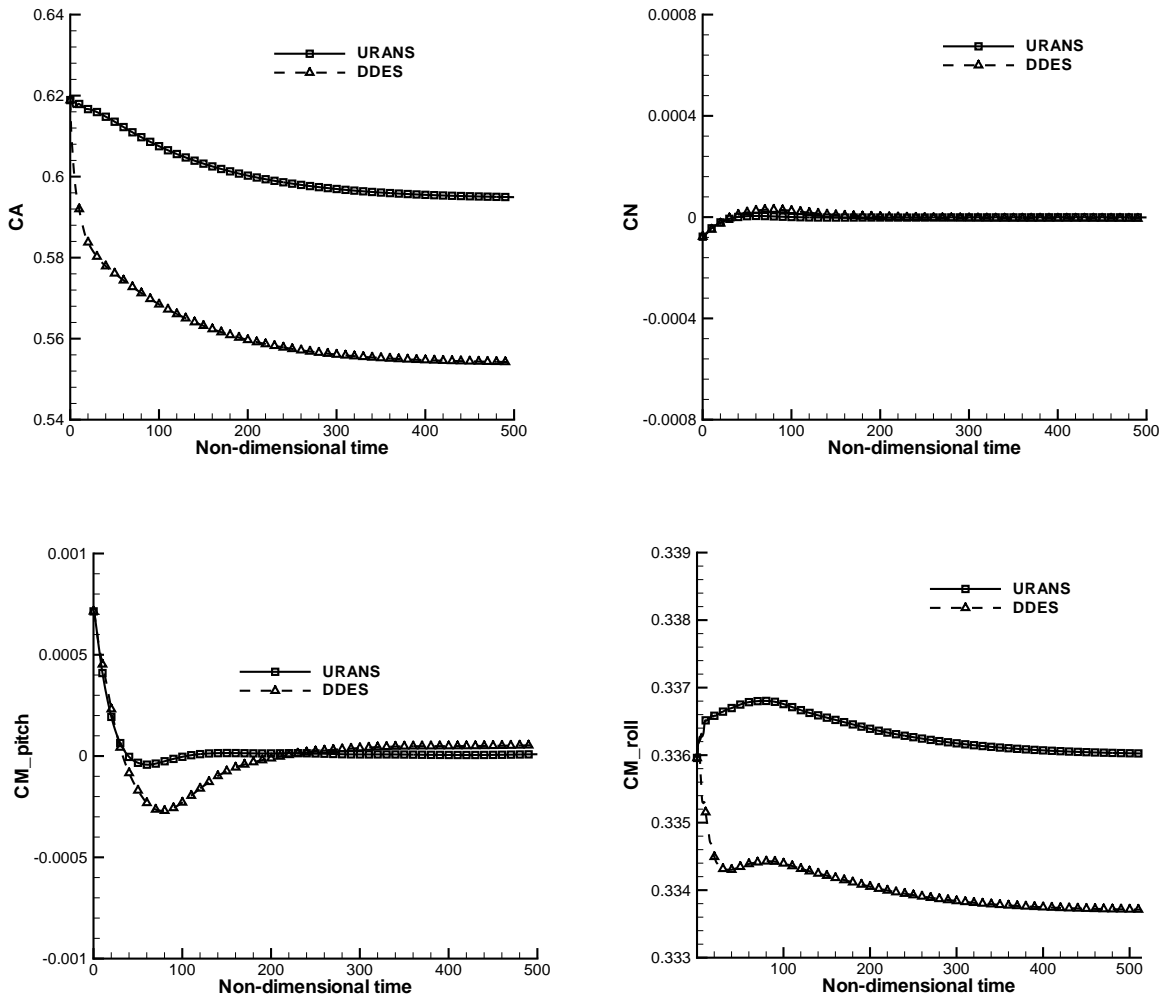 0.64
0.62
0.6
0.58
0.56
0.54
CA
0 100 200 300 400 500
Non-dimensional time
URANS
DDES
0.0008
0.0004
0
-0.0004
-0.0008
CN
0 100 200 300 400 500
Non-dimensional time
URANS
DDES
0.001
0.0005
0
-0.0005
-0.001
CM_pitch
0 100 200 300 400 500
Non-dimensional time
URANS
DDES
0.339
0.338
0.337
0.336
0.335
0.334
0.333
CM_roll
100 200 300 400 500
Non-dimensional time
URANS
DDES